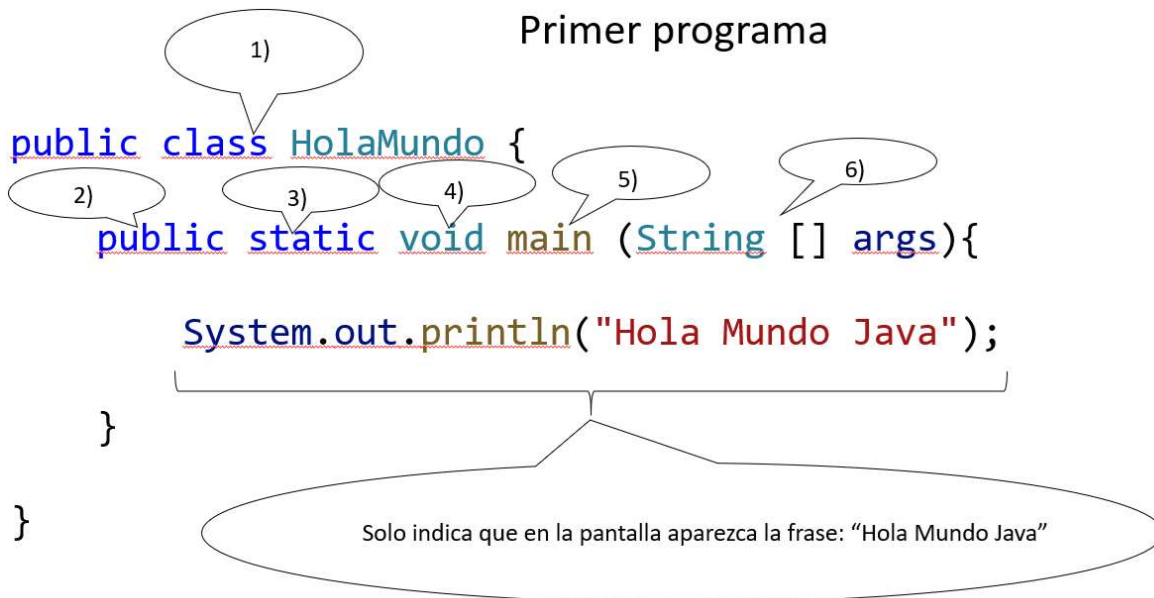 Primer programa
1)
public class HolaMundo {
2) 3) 4) 5) 6)
public static void main (String [] args){
System.out.println("Hola Mundo Java");
}
}
Solo indica que en la pantalla aparezca la frase: “Hola Mundo Java”